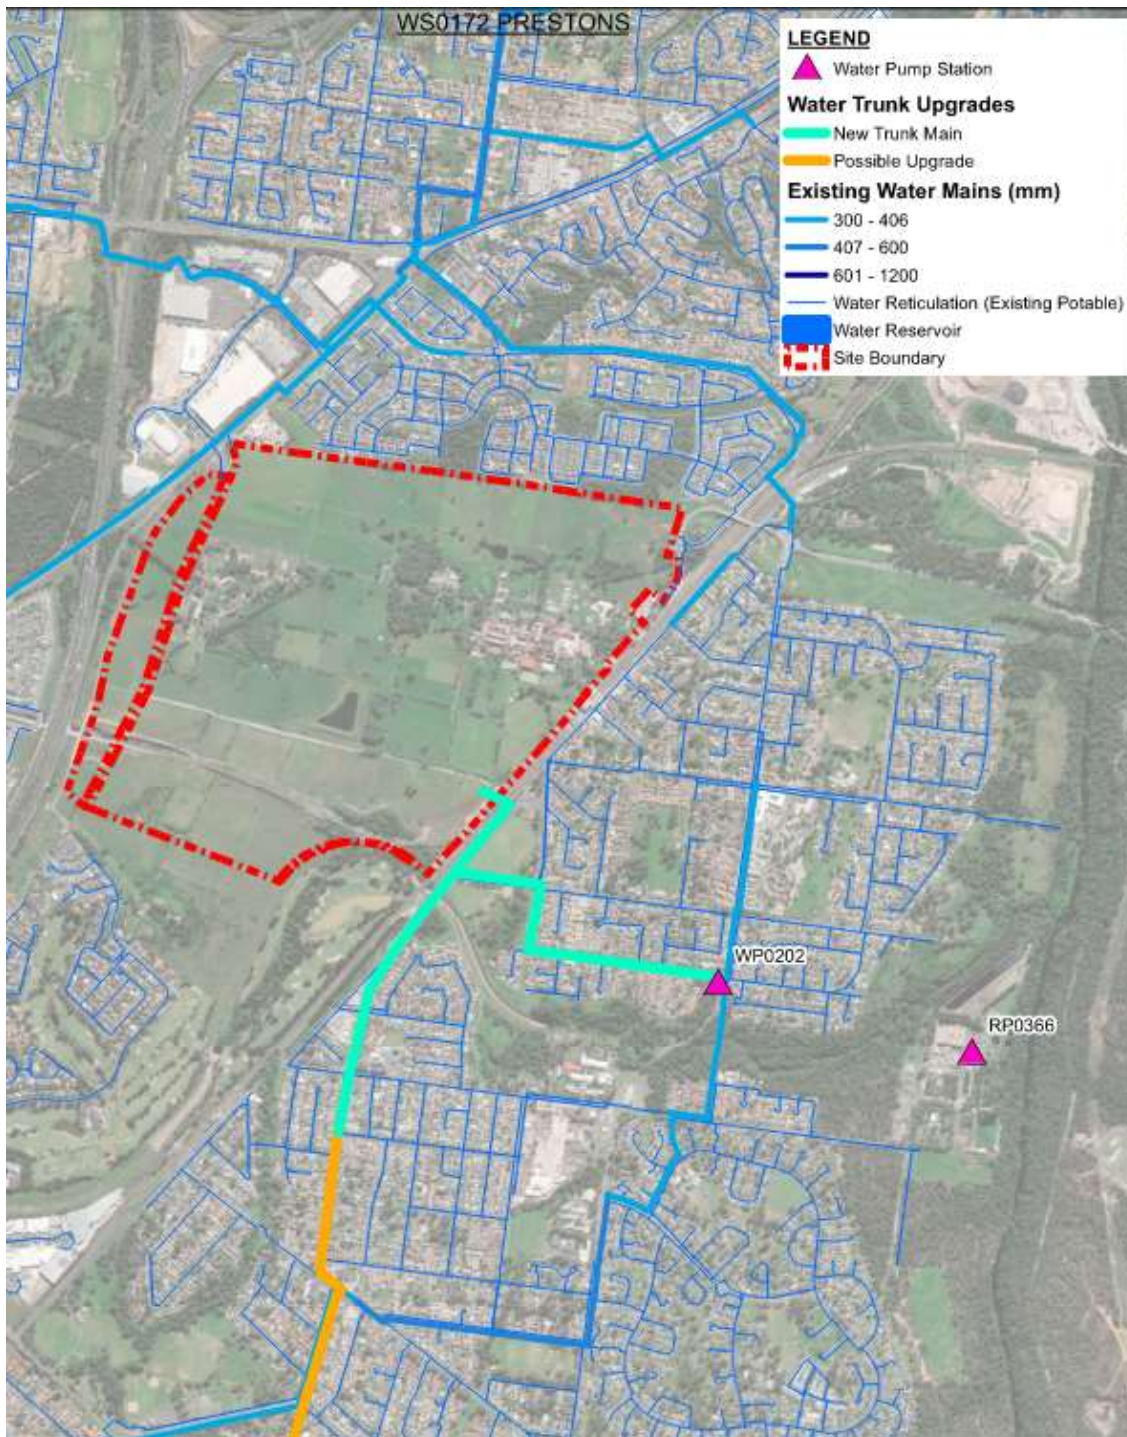 WS0172 PRESTONS
LEGEND
Water Pump Station
Water Trunk Upgrades
New Trunk Main
Possible Upgrade
Existing Water Mains (mm)
300 - 406
407 - 600
601 - 1200
Water Reticulation (Existing Potable)
Water Reservoir
Site Boundary
WP0202
RP0366